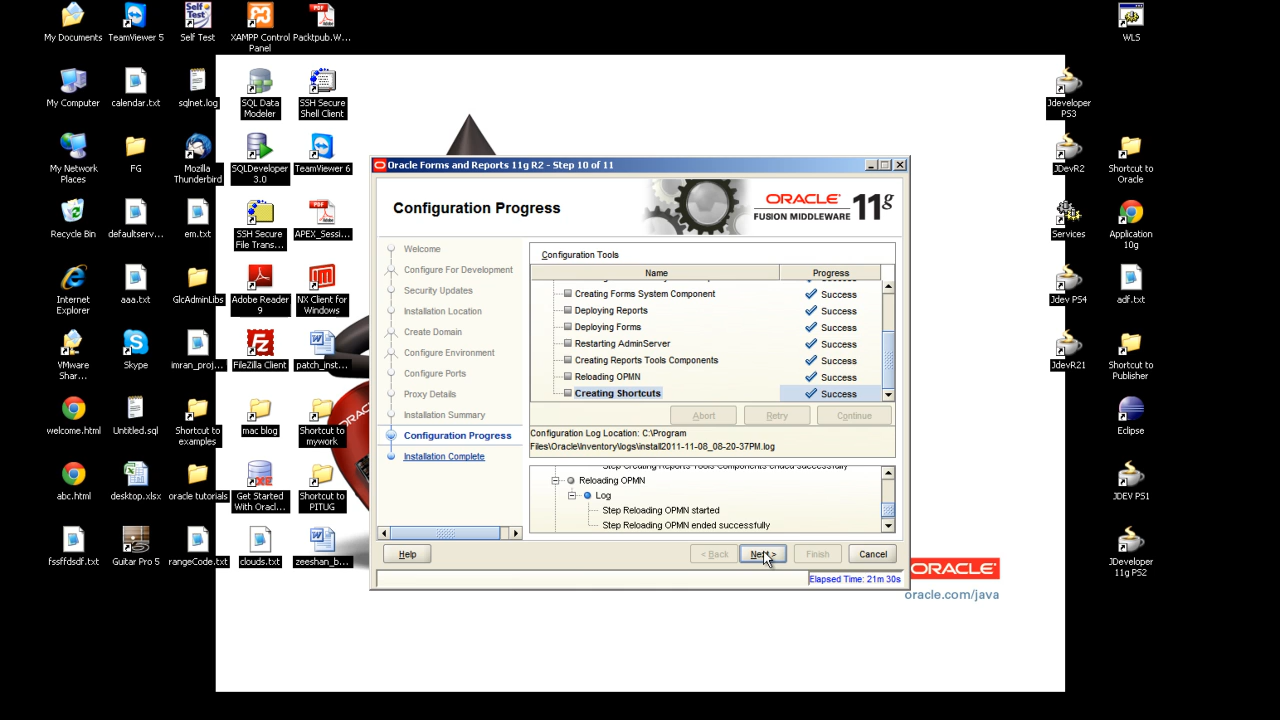 My Documents
TeamViewer 5
Self Test
XAMPP Control
Panel
Packtpub.W...
WLS
My Computer
calendar.txt
sqlnet.log
SQL Data
Modeler
SSH Secure
Shell Client
Jdeveloper
PS3
My Network
Places
FG
Mozilla
Thunderbird
SQLDeveloper
3.0
TeamViewer 6
JDevR2
Shortcut to
Oracle
Recycle Bin
defaultserv...
em.txt
SSH Secure
File Trans...
APEX_Sessi...
Services
Application
10g
Internet
Explorer
aaa.txt
GlcAdminLibs
Adobe Reader
9
NX Client for
Windows
Jdev PS4
adf.txt
VMware
Shar...
Skype
imran_proj...
FileZilla Client
patch_inst...
JdevR21
Shortcut to
Publisher
welcome.html
Untitled.sql
Shortcut to
examples
mac blog
Shortcut to
mywork
Eclipse
abc.html
desktop.xlsx
oracle tutorials
Get Started
With Oracl...
Shortcut to
PITUG
JDEV PS1
fssffdsdf.txt
Guitar Pro 5
rangeCode.txt
clouds.txt
zeeshan_b...
JDeveloper
11g PS2
Oracle Forms and Reports 11g R2 - Step 10 of 11
Configuration Progress
ORACLE
FUSION MIDDLEWARE 11g
Welcome
Configure For Development
Security Updates
Installation Location
Create Domain
Configure Environment
Configure Ports
Proxy Details
Installation Summary
Configuration Progress
Installation Complete
Configuration Tools
Name Progress
Creating Forms System Component Success
Deploying Reports Success
Deploying Forms Success
Restarting AdminServer Success
Creating Reports Tools Components Success
Reloading OPMN Success
Creating Shortcuts Success
Abort Retry Continue
Configuration Log Location: C:\Program
Files\Oracle\Inventory\logs\install2011-11-08_08-20-37PM.log
Step Creating Reports Tools Components ended successfully
Reloading OPMN
Log
Step Reloading OPMN started
Step Reloading OPMN ended successfully
Help < Back Next > Finish Cancel
Elapsed Time: 21m 30s
ORACLE
oracle.com/java